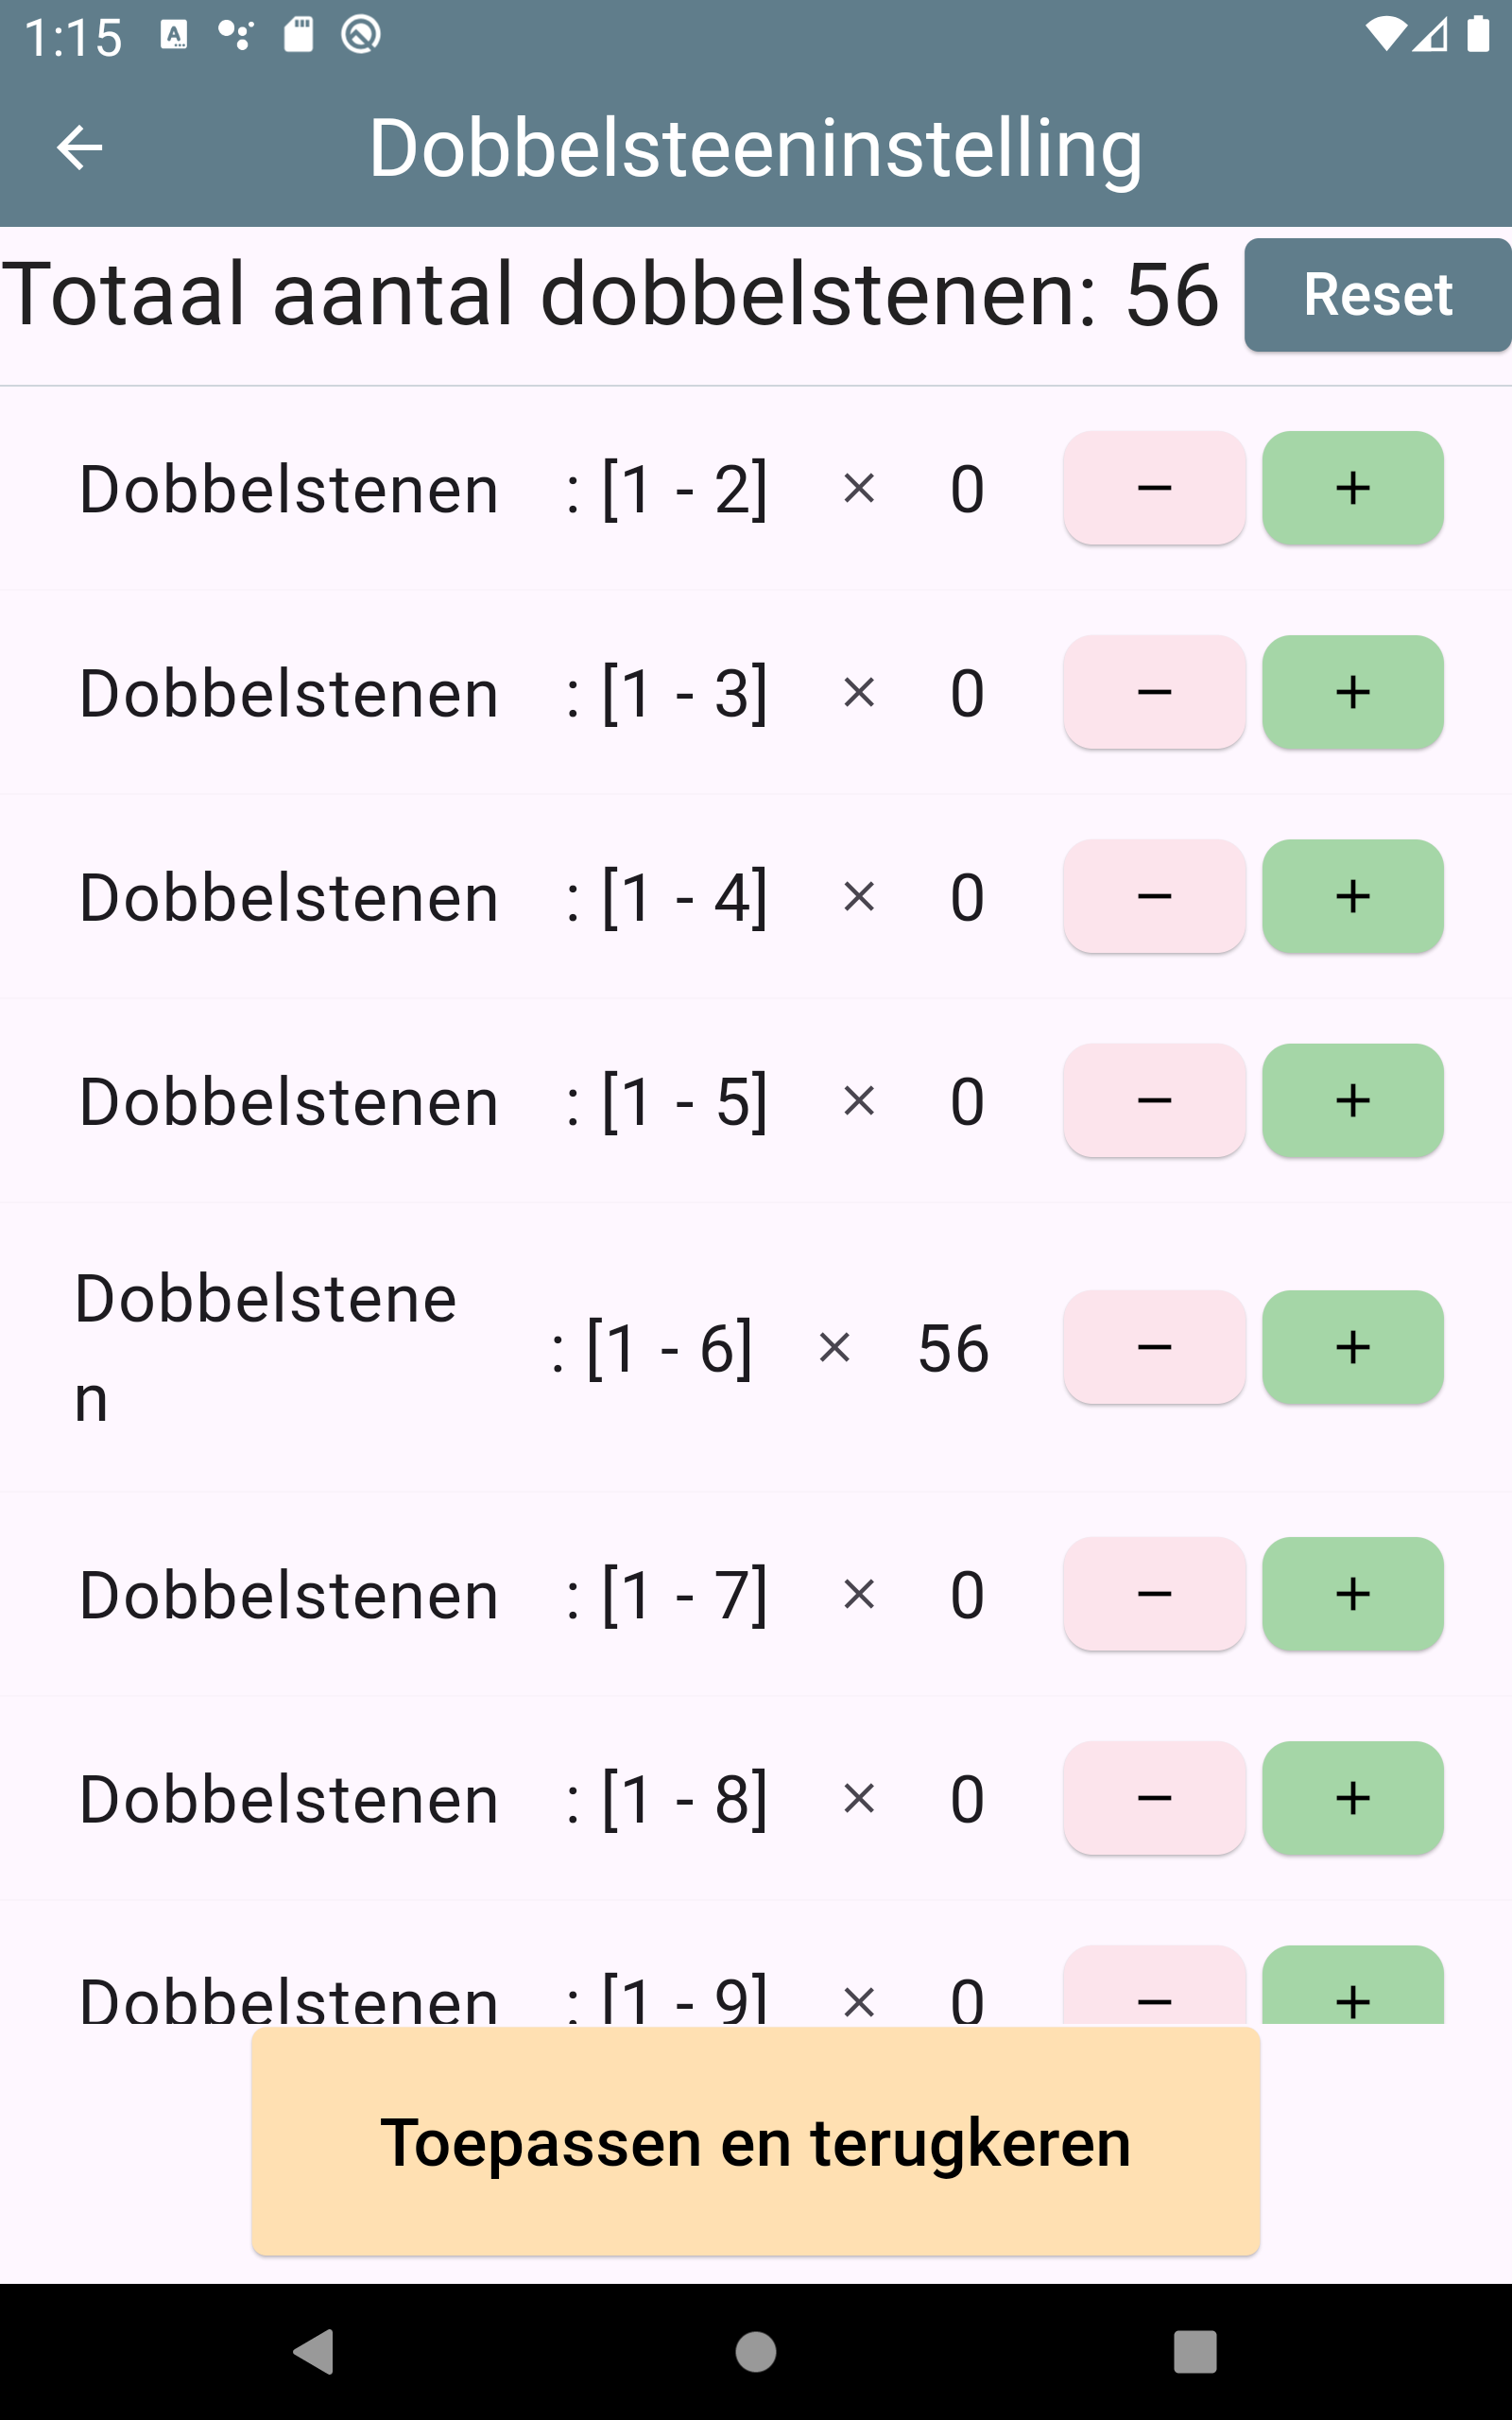 1:15
Dobbelsteeninstelling
Totaal aantal dobbelstenen: 56 Reset
Dobbelstenen : [1 - 2] × 0 − +
Dobbelstenen : [1 - 3] × 0 − +
Dobbelstenen : [1 - 4] × 0 − +
Dobbelstenen : [1 - 5] × 0 − +
Dobbelstene
n : [1 - 6] × 56 − +
Dobbelstenen : [1 - 7] × 0 − +
Dobbelstenen : [1 - 8] × 0 − +
Dobbelstenen : [1 - 9] × 0 − +
Toepassen en terugkeren